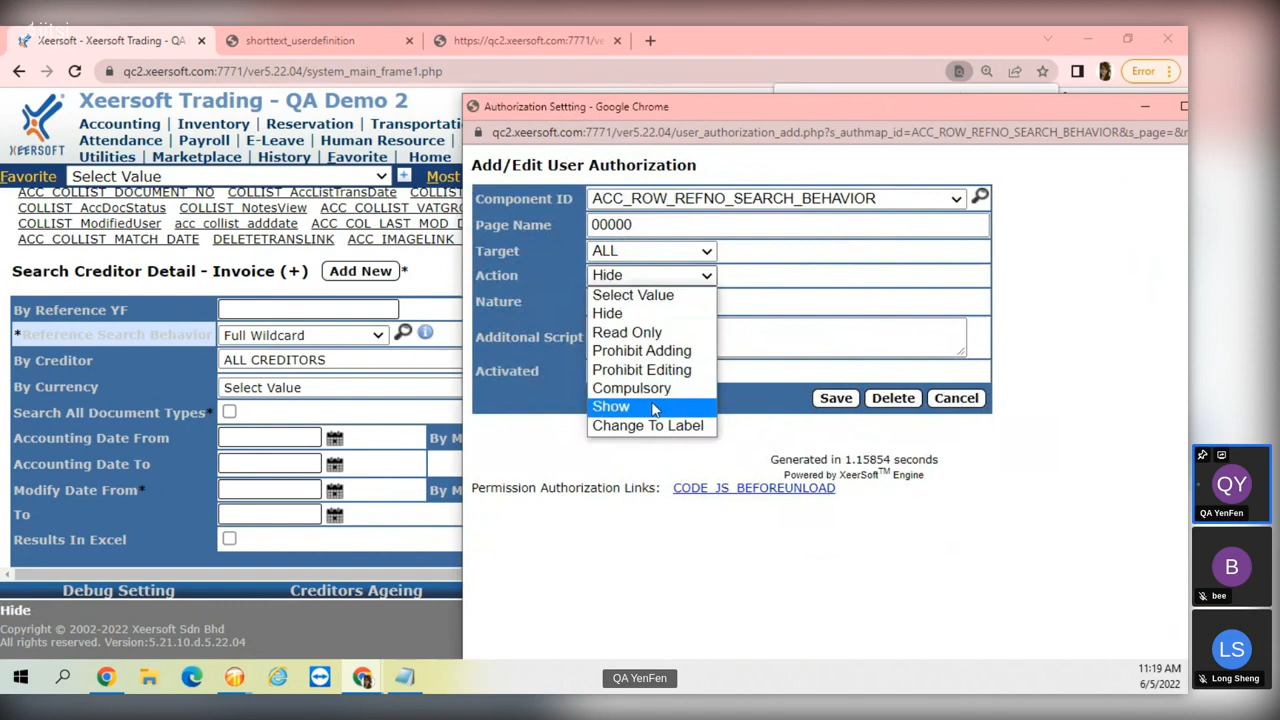 jitsi
Xeersoft - Xeersoft Trading - QA
shorttext_userdefinition
https://qc2.xeersoft.com:7771/ve
qc2.xeersoft.com:7771/ver5.22.04/system_main_frame1.php
Error
Xeersoft Trading - QA Demo 2
Accounting | Inventory | Reservation | Transportat
Attendance | Payroll | E-Leave | Human Resource |
Utilities | Marketplace | History | Favorite | Home
XEERSOFT
Favorite
Select Value
Most
ACC_COLLIST_DOCUMENT_NO COLLIST_AccListTransDate COLLIS
COLLIST_AccDocStatus COLLIST_NotesView ACC_COLLIST_VATGRO
COLLIST_ModifiedUser acc_collist_adddate ACC_COL_LAST_MOD_D
ACC_COLLIST_MATCH_DATE DELETETRANSLINK ACC_IMAGELINK
Search Creditor Detail - Invoice (+)
Add New
*
By Reference YF
*Reference Search Behavior
Full Wildcard
By Creditor
ALL CREDITORS
By Currency
Select Value
Search All Document Types*
Accounting Date From
By M
Accounting Date To
Modify Date From*
By M
To
Results In Excel
Debug Setting
Creditors Ageing
Hide
Copyright © 2002-2022 Xeersoft Sdn Bhd
All rights reserved. Version:5.21.10.d.5.22.04
Authorization Settting - Google Chrome
qc2.xeersoft.com:7771/ver5.22.04/user_authorization_add.php?s_authmap_id=ACC_ROW_REFNO_SEARCH_BEHAVIOR&s_page=&r
Add/Edit User Authorization
Component ID
ACC_ROW_REFNO_SEARCH_BEHAVIOR
Page Name
00000
Target
ALL
Action
Hide
Nature
Additonal Script
Activated
Select Value
Hide
Read Only
Prohibit Adding
Prohibit Editing
Compulsory
Show
Change To Label
Save
Delete
Cancel
Generated in 1.15854 seconds
Powered by XeerSoft™ Engine
Permission Authorization Links: CODE_JS_BEFOREUNLOAD
QY
QA YenFen
B
bee
LS
Long Sheng
QA YenFen
11:19 AM
6/5/2022